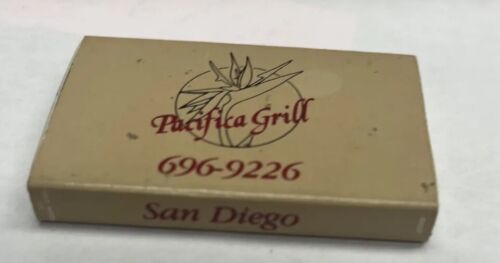 Pacifica Grill
696-9226
San Diego